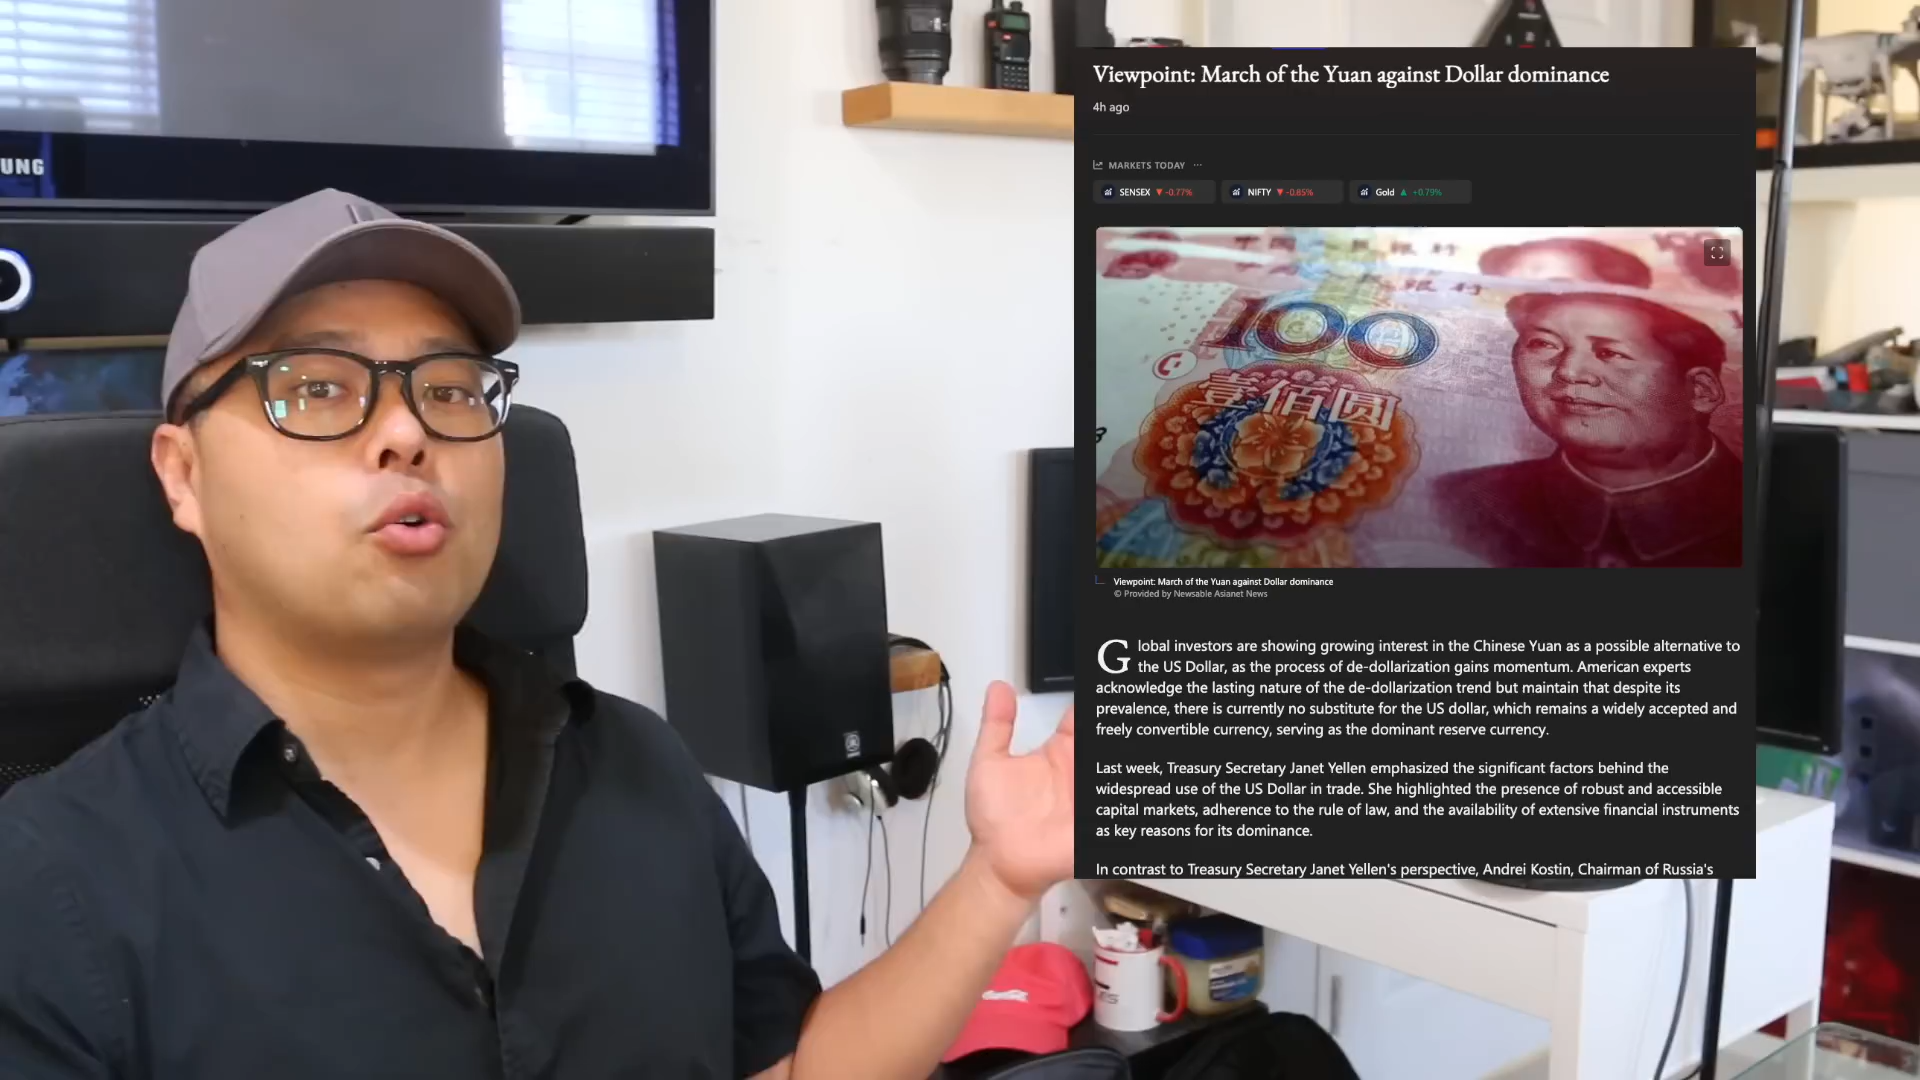 UNG
Viewpoint: March of the Yuan against Dollar dominance
4h ago
MARKETS TODAY ...
SENSEX ▼ -0.77% NIFTY ▼ -0.85% Gold ▲ +0.79%
100
壹佰圆
Viewpoint: March of the Yuan against Dollar dominance
© Provided by Newsable Asianet News
Global investors are showing growing interest in the Chinese Yuan as a possible alternative to
the US Dollar, as the process of de-dollarization gains momentum. American experts
acknowledge the lasting nature of the de-dollarization trend but maintain that despite its
prevalence, there is currently no substitute for the US dollar, which remains a widely accepted and
freely convertible currency, serving as the dominant reserve currency.
Last week, Treasury Secretary Janet Yellen emphasized the significant factors behind the
widespread use of the US Dollar in trade. She highlighted the presence of robust and accessible
capital markets, adherence to the rule of law, and the availability of extensive financial instruments
as key reasons for its dominance.
In contrast to Treasury Secretary Janet Yellen's perspective, Andrei Kostin, Chairman of Russia's